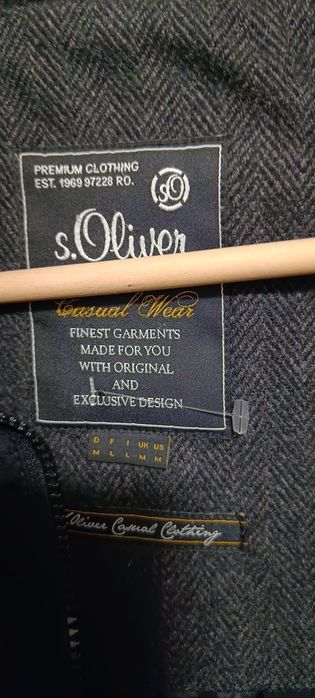 PREMIUM CLOTHING
EST. 1969 97228 RO.
sO
s.Oliver
Casual Wear
FINEST GARMENTS
MADE FOR YOU
WITH ORIGINAL
AND
EXCLUSIVE DESIGN
D F I UK US
M L L M M
s.Oliver Casual Clothing